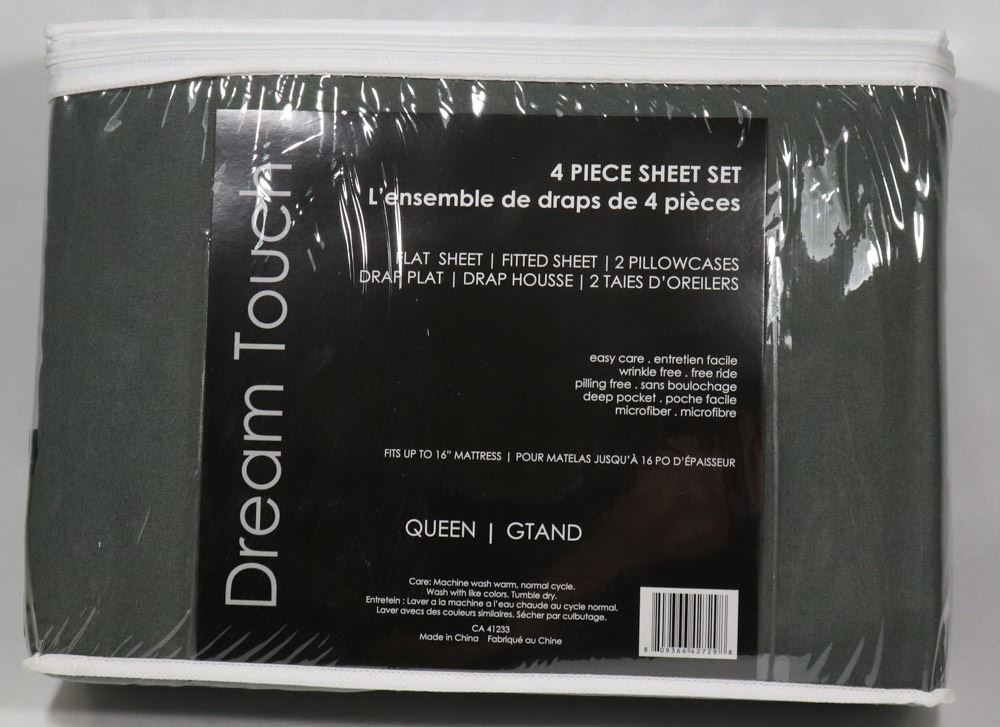 Dream Touch
4 PIECE SHEET SET
L'ensemble de draps de 4 pièces
FLAT SHEET | FITTED SHEET | 2 PILLOWCASES
DRAP PLAT | DRAP HOUSSE | 2 TAIES D'OREILERS
easy care . entretien facile
wrinkle free . free ride
pilling free . sans boulochage
deep pocket . poche facile
microfiber . microfibre
FITS UP TO 16" MATTRESS | POUR MATELAS JUSQU'À 16 PO D'ÉPAISSEUR
QUEEN | GTAND
Care: Machine wash warm, normal cycle.
Wash with like colors. Tumble dry.
Entretein : Laver a la machine a l'eau chaude au cycle normal.
Laver avecs des couleurs similaires. Sécher par culbutage.
CA 41233
Made in China Fabriqué au Chine
8 09366 42729 8